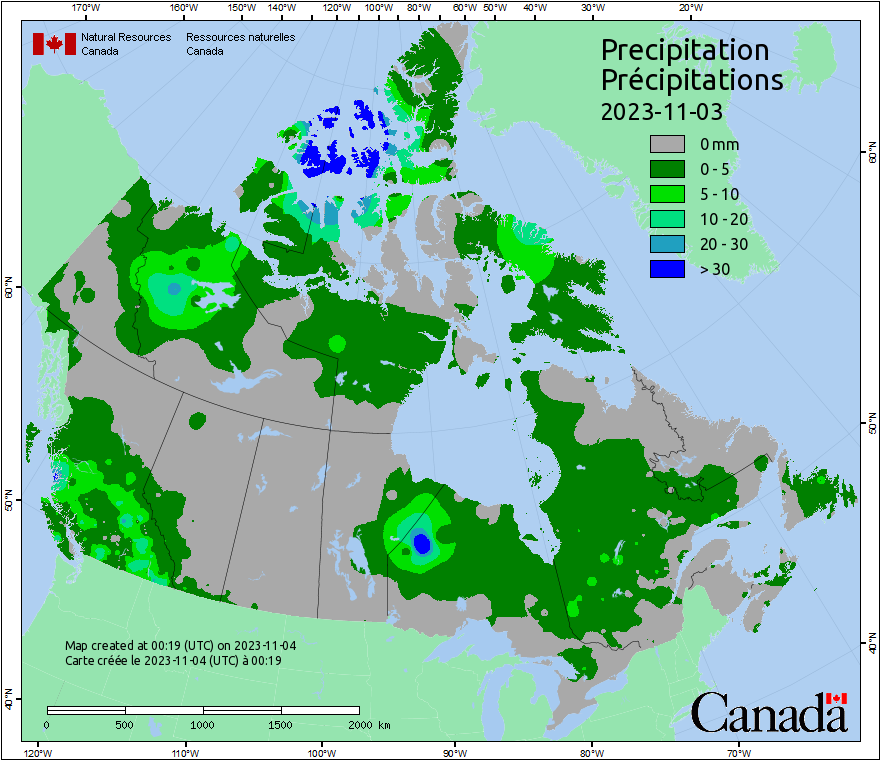 170°W 160°W 150°W 140°W 120°W 100°W 80°W 60°W 50°W 40°W 30°W 20°W
Natural Resources Ressources naturelles
Canada Canada
Precipitation
Précipitations
2023-11-03
0 mm
0 - 5
5 - 10
10 - 20
20 - 30
> 30
60°N
60°N
50°N
50°N
40°N
40°N
Map created at 00:19 (UTC) on 2023-11-04
Carte créée le 2023-11-04 (UTC) à 00:19
0 500 1000 1500 2000 km
Canada
120°W 110°W 100°W 90°W 80°W 70°W